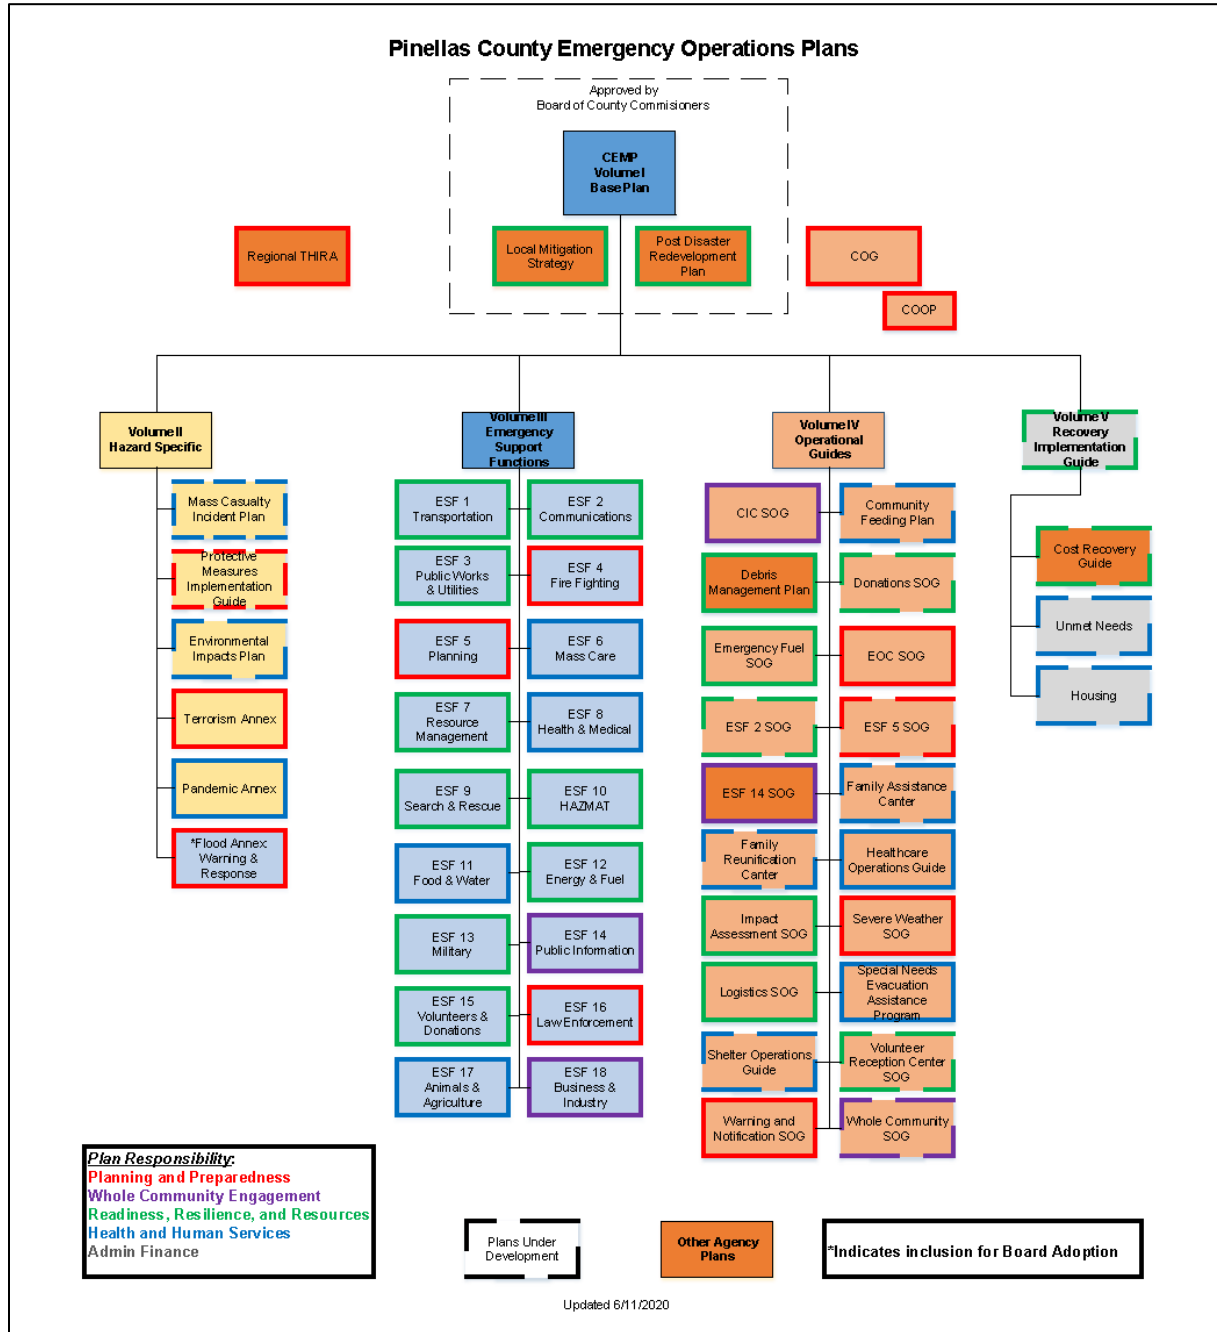 Pinellas County Emergency Operations Plans
Approved by
Board of County Commisioners
CEMP
Volume I
Base Plan
Regional THIRA
Local Mitigation
Strategy
Post Disaster
Redevelopment
Plan
COG
COOP
Volume II
Hazard Specific
Mass Casualty
Incident Plan
Protective
Measures
Implementation
Guide
Environmental
Impacts Plan
Terrorism Annex
Pandemic Annex
*Flood Annex
Warning &
Response
Volume III
Emergency
Support
Functions
ESF 1
Transportation
ESF 2
Communications
ESF 3
Public Works
& Utilities
ESF 4
Fire Fighting
ESF 5
Planning
ESF 6
Mass Care
ESF 7
Resource
Management
ESF 8
Health & Medical
ESF 9
Search & Rescue
ESF 10
HAZMAT
ESF 11
Food & Water
ESF 12
Energy & Fuel
ESF 13
Military
ESF 14
Public Information
ESF 15
Volunteers &
Donations
ESF 16
Law Enforcement
ESF 17
Animals &
Agriculture
ESF 18
Business &
Industry
Volume IV
Operational
Guides
CIC SOG
Community
Feeding Plan
Debris
Management Plan
Donations SOG
Emergency Fuel
SOG
EOC SOG
ESF 2 SOG
ESF 5 SOG
ESF 14 SOG
Family Assistance
Canter
Family
Reunification
Canter
Healthcare
Operations Guide
Impact
Assessment SOG
Severe Weather
SOG
Logistics SOG
Special Needs
Evacuation
Assistance
Program
Shelter Operations
Guide
Volunteer
Reception Center
SOG
Warning and
Notification SOG
Whole Community
SOG
Volume V
Recovery
Implementation
Guide
Cost Recovery
Guide
Unmet Needs
Housing
Plan Responsibility:
Planning and Preparedness
Whole Community Engagement
Readiness, Resilience, and Resources
Health and Human Services
Admin Finance
Plans Under
Development
Other Agency
Plans
*Indicates inclusion for Board Adoption
Updated 6/11/2020